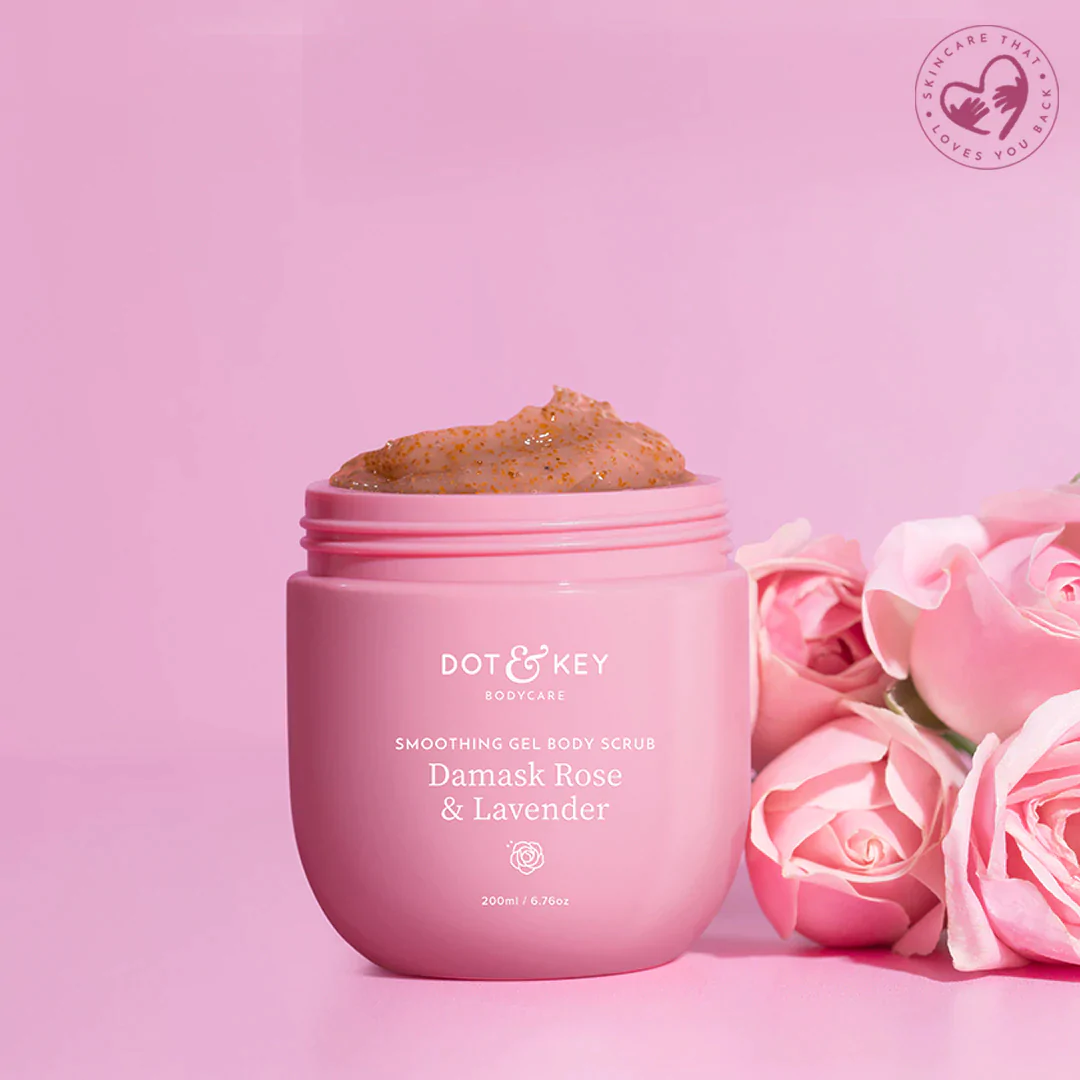 SKINCARE THAT
LOVES YOU BACK
DOT & KEY
BODYCARE
SMOOTHING GEL BODY SCRUB
Damask Rose
& Lavender
200ml / 6.76oz